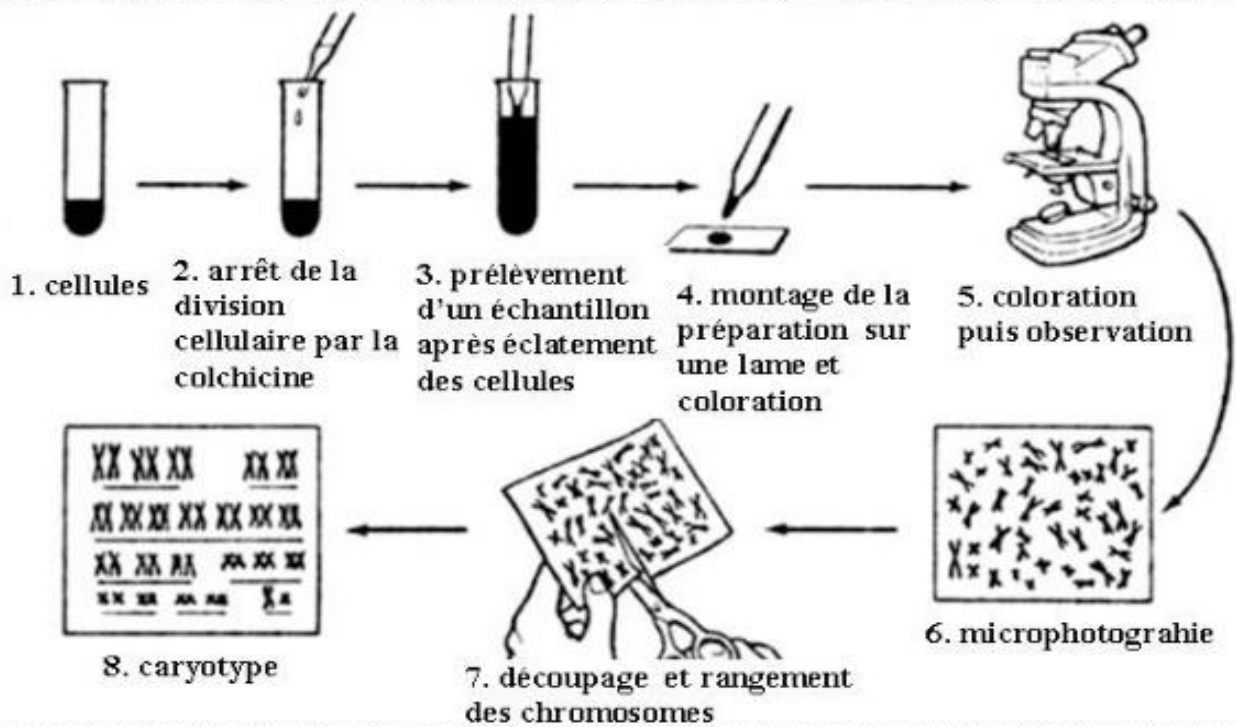 1. cellules
2. arrêt de la
division
cellulaire par la
colchicine
3. prélèvement
d'un échantillon
après éclatement
des cellules
4. montage de la
préparation sur
une lame et
coloration
5. coloration
puis observation
6. microphotograhie
7. découpage et rangement
des chromosomes
8. caryotype